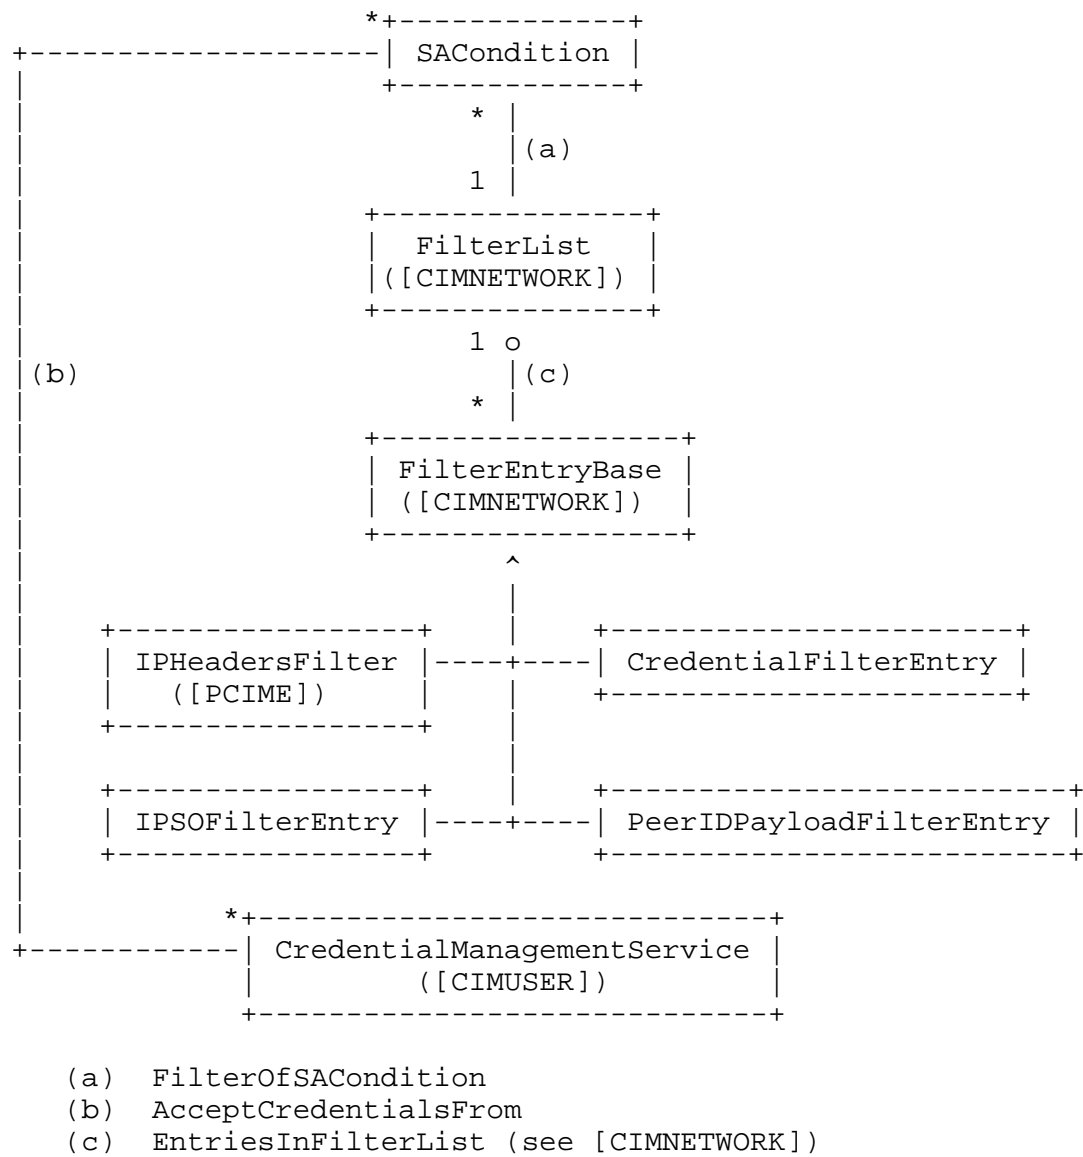 *+-------------+
+--------------------| SACondition |
| +-------------+
| * |
| |(a)
| 1 |
| +---------------+
| | FilterList |
| |([CIMNETWORK]) |
| +---------------+
| 1 o
|(b) |(c)
| * |
| +-----------------+
| | FilterEntryBase |
| | ([CIMNETWORK]) |
| +-----------------+
| ^
| |
| +-----------------+ | +-----------------------+
| | IPHeadersFilter |----+----| CredentialFilterEntry |
| | ([PCIME]) | | +-----------------------+
| +-----------------+ |
| |
| +-----------------+ | +--------------------------+
| | IPSOFilterEntry |----+----| PeerIDPayloadFilterEntry |
| +-----------------+ +--------------------------+
|
| *+-----------------------------+
+------------| CredentialManagementService |
| ([CIMUSER]) |
+-----------------------------+
(a) FilterOfSACondition
(b) AcceptCredentialsFrom
(c) EntriesInFilterList (see [CIMNETWORK])